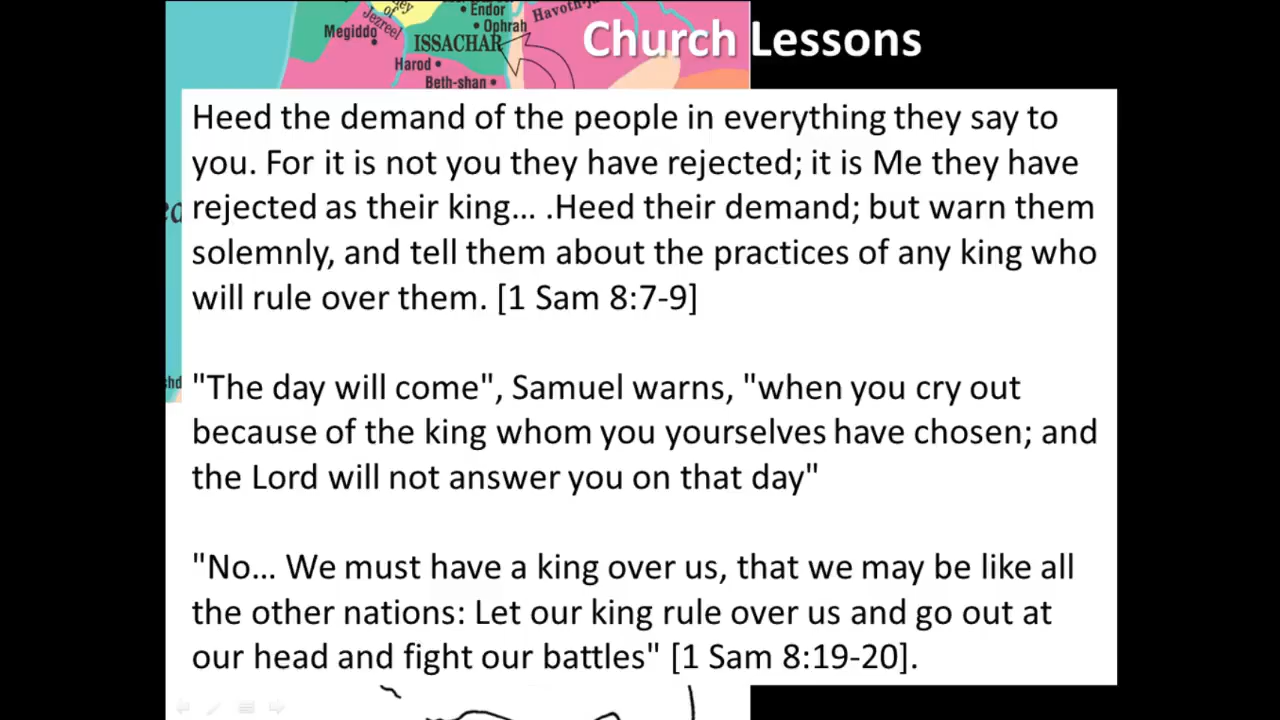 Church Lessons
Endor
Jezreel
Ophrah
Megiddo
ISSACHAR
Harod
Beth-shan
Heed the demand of the people in everything they say to
you. For it is not you they have rejected; it is Me they have
rejected as their king... .Heed their demand; but warn them
solemnly, and tell them about the practices of any king who
will rule over them. [1 Sam 8:7-9]
"The day will come", Samuel warns, "when you cry out
because of the king whom you yourselves have chosen; and
the Lord will not answer you on that day"
"No... We must have a king over us, that we may be like all
the other nations: Let our king rule over us and go out at
our head and fight our battles" [1 Sam 8:19-20].